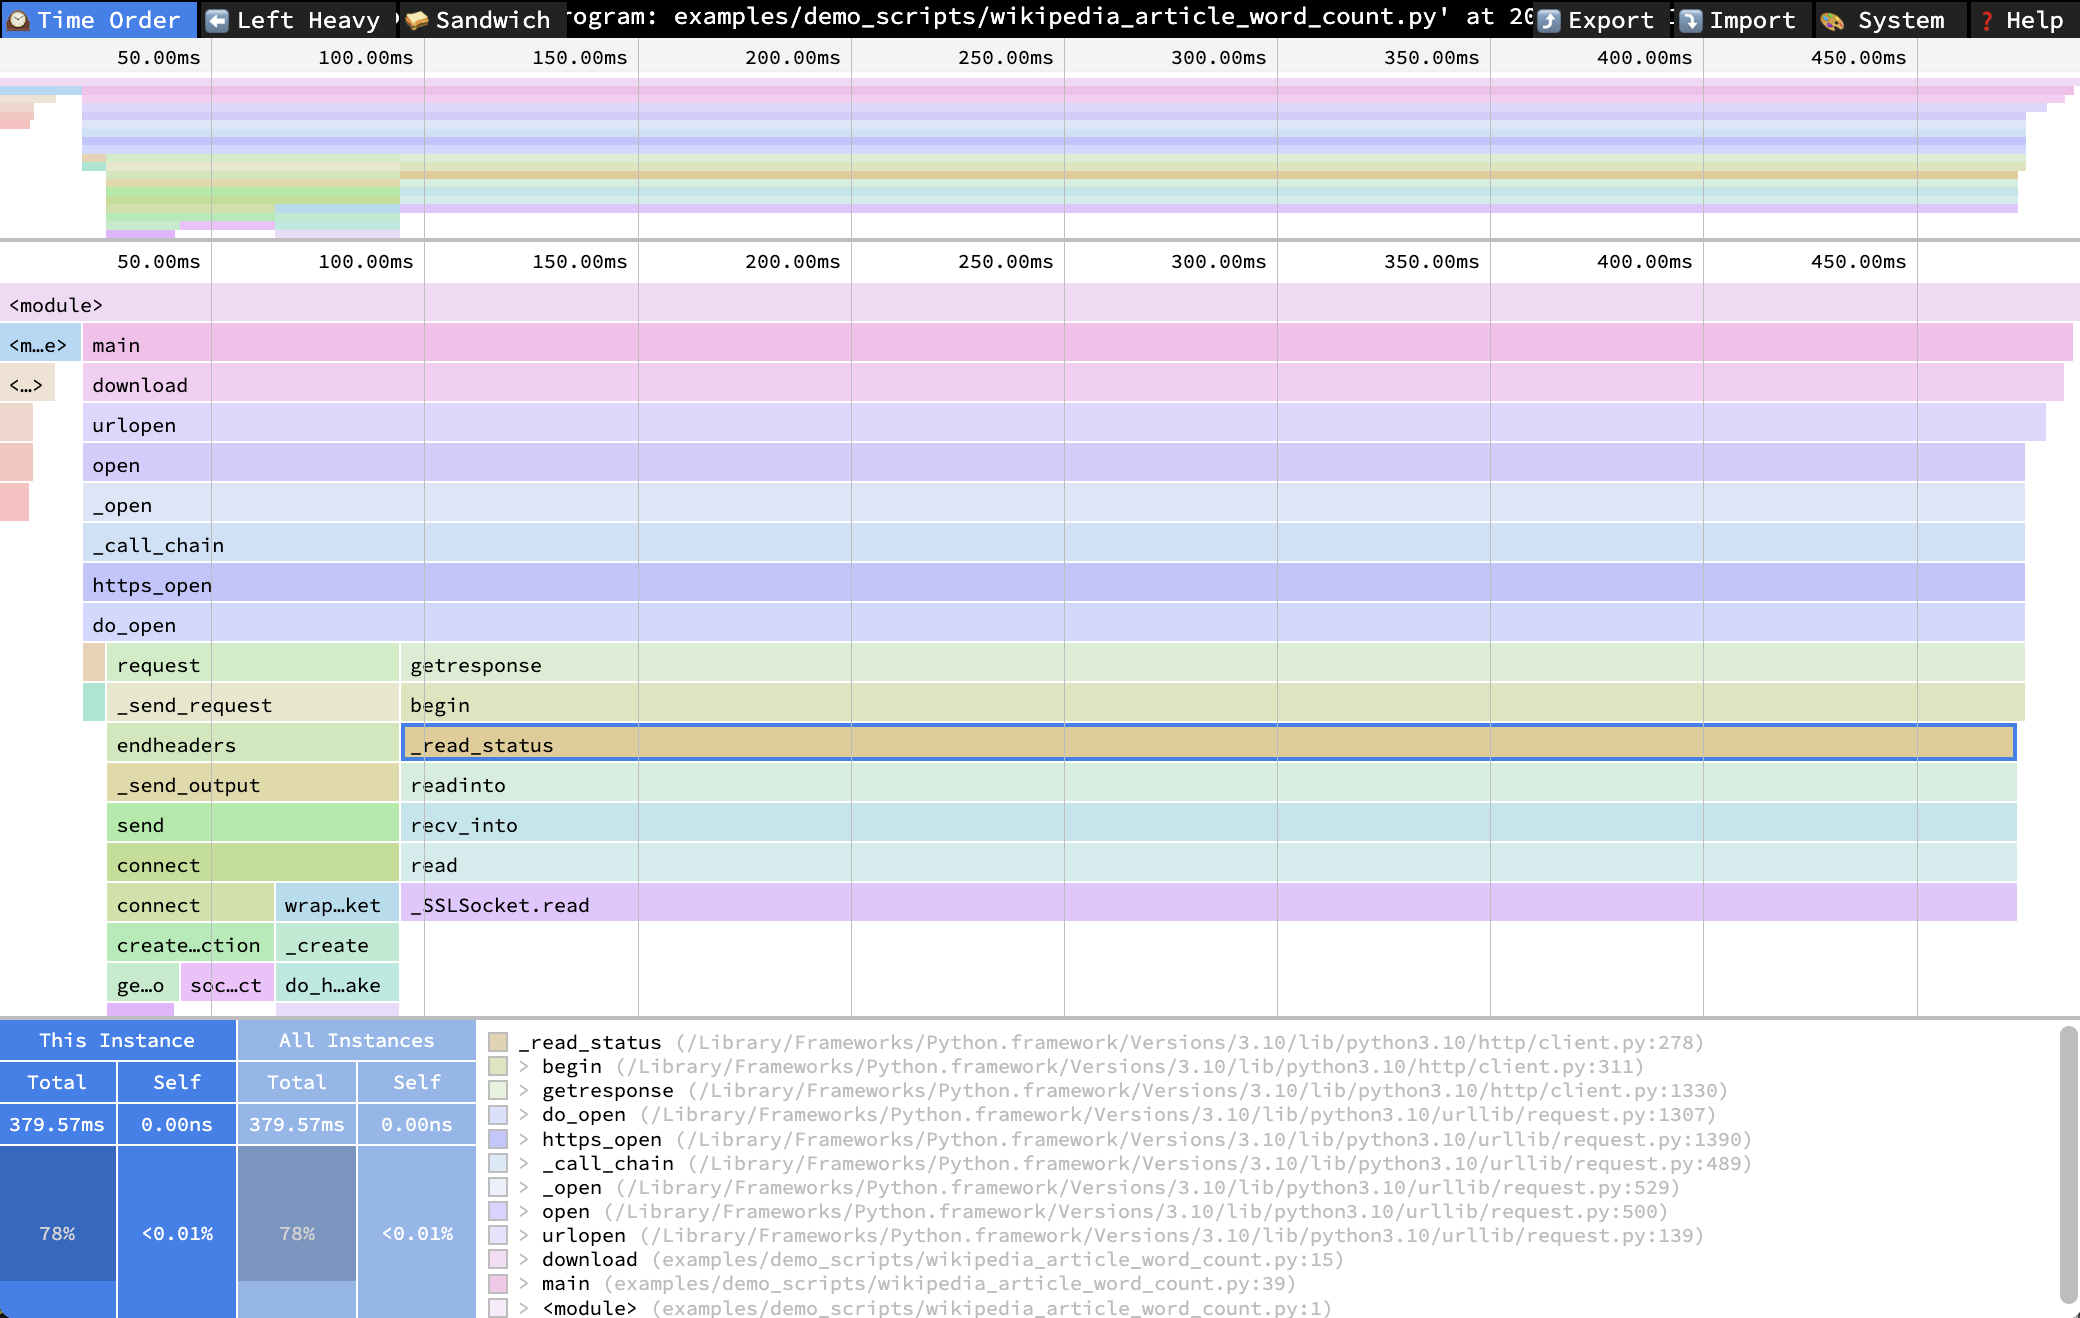 Time Order Left Heavy Sandwich rogram: examples/demo_scripts/wikipedia_article_word_count.py' at 20 Export Import System Help
50.00ms 100.00ms 150.00ms 200.00ms 250.00ms 300.00ms 350.00ms 400.00ms 450.00ms
50.00ms 100.00ms 150.00ms 200.00ms 250.00ms 300.00ms 350.00ms 400.00ms 450.00ms
<module>
<m…e> main
<…> download
urlopen
open
_open
_call_chain
https_open
do_open
request getresponse
_send_request begin
endheaders _read_status
_send_output readinto
send recv_into
connect read
connect wrap…ket _SSLSocket.read
create…ction _create
ge…o soc…ct do_h…ake
This Instance All Instances
Total Self Total Self
379.57ms 0.00ns 379.57ms 0.00ns
78% <0.01% 78% <0.01%
_read_status (/Library/Frameworks/Python.framework/Versions/3.10/lib/python3.10/http/client.py:278)
> begin (/Library/Frameworks/Python.framework/Versions/3.10/lib/python3.10/http/client.py:311)
> getresponse (/Library/Frameworks/Python.framework/Versions/3.10/lib/python3.10/http/client.py:1330)
> do_open (/Library/Frameworks/Python.framework/Versions/3.10/lib/python3.10/urllib/request.py:1307)
> https_open (/Library/Frameworks/Python.framework/Versions/3.10/lib/python3.10/urllib/request.py:1390)
> _call_chain (/Library/Frameworks/Python.framework/Versions/3.10/lib/python3.10/urllib/request.py:489)
> _open (/Library/Frameworks/Python.framework/Versions/3.10/lib/python3.10/urllib/request.py:529)
> open (/Library/Frameworks/Python.framework/Versions/3.10/lib/python3.10/urllib/request.py:500)
> urlopen (/Library/Frameworks/Python.framework/Versions/3.10/lib/python3.10/urllib/request.py:139)
> download (examples/demo_scripts/wikipedia_article_word_count.py:15)
> main (examples/demo_scripts/wikipedia_article_word_count.py:39)
> <module> (examples/demo_scripts/wikipedia_article_word_count.py:1)